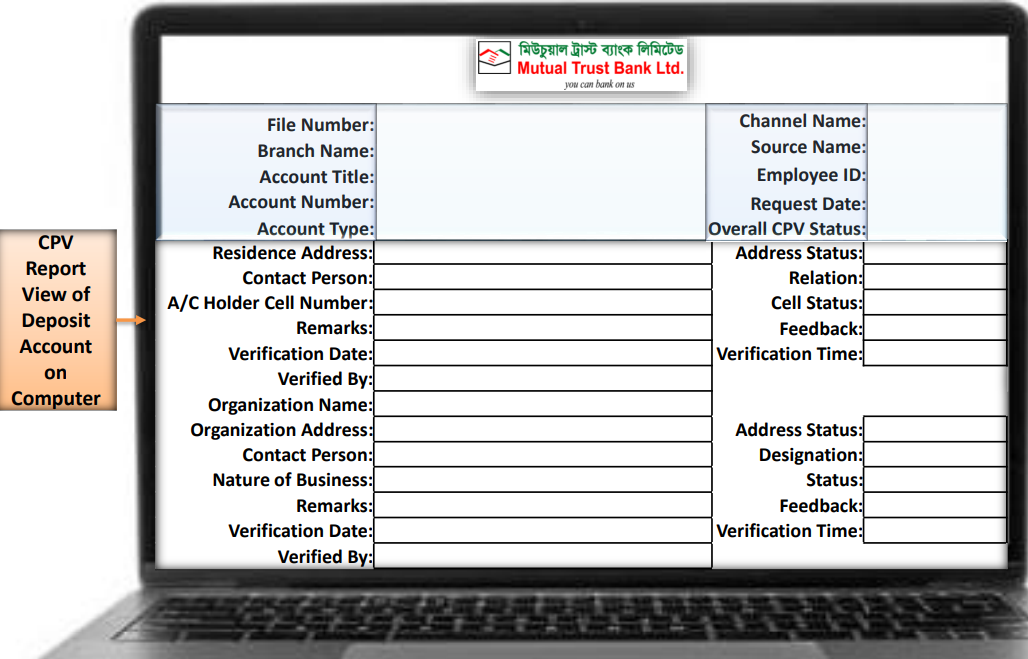 মিউচুয়াল ট্রাস্ট ব্যাংক লিমিটেড
Mutual Trust Bank Ltd.
you can bank on us
File Number:
Branch Name:
Account Title:
Account Number:
Account Type:
Channel Name:
Source Name:
Employee ID:
Request Date:
Overall CPV Status:
CPV
Report
View of
Deposit
Account
on
Computer
Residence Address:
Contact Person:
A/C Holder Cell Number:
Remarks:
Verification Date:
Verified By:
Organization Name:
Organization Address:
Contact Person:
Nature of Business:
Remarks:
Verification Date:
Verified By:
Address Status:
Relation:
Cell Status:
Feedback:
Verification Time:
Address Status:
Designation:
Status:
Feedback:
Verification Time: